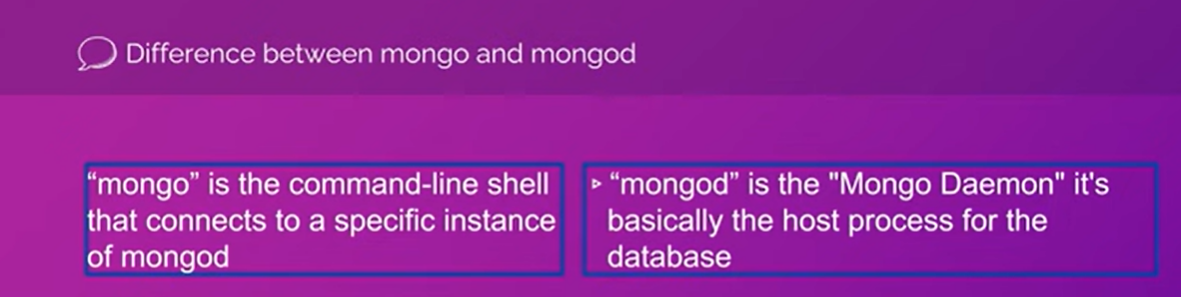 Difference between mongo and mongod
“mongo” is the command-line shell
that connects to a specific instance
of mongod
▹ “mongod” is the "Mongo Daemon" it's
basically the host process for the
database